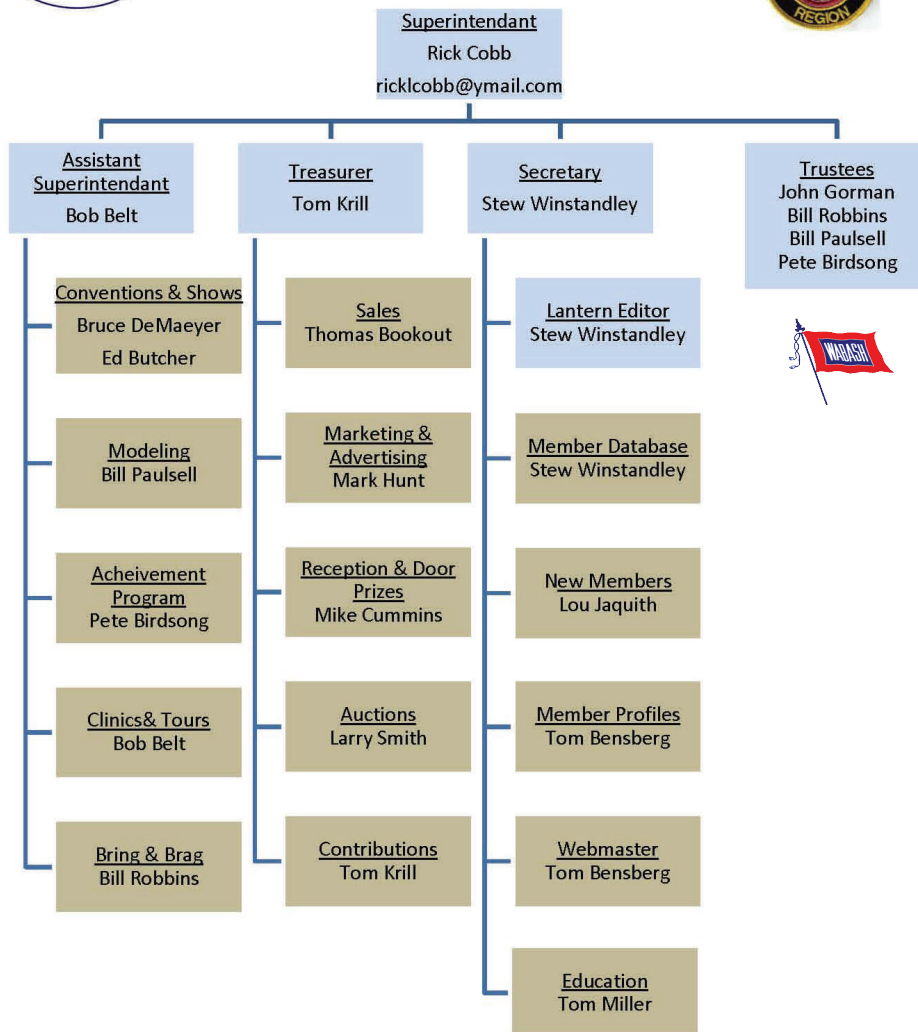 REGION
Superintendant
Rick Cobb
ricklcobb@ymail.com
Assistant
Superintendant
Bob Belt
Treasurer
Tom Krill
Secretary
Stew Winstandley
Trustees
John Gorman
Bill Robbins
Bill Paulsell
Pete Birdsong
Conventions & Shows
Bruce DeMaeyer
Ed Butcher
Sales
Thomas Bookout
Lantern Editor
Stew Winstandley
WABASH
Modeling
Bill Paulsell
Marketing &
Advertising
Mark Hunt
Member Database
Stew Winstandley
Acheivement
Program
Pete Birdsong
Reception & Door
Prizes
Mike Cummins
New Members
Lou Jaquith
Clinics& Tours
Bob Belt
Auctions
Larry Smith
Member Profiles
Tom Bensberg
Bring & Brag
Bill Robbins
Contributions
Tom Krill
Webmaster
Tom Bensberg
Education
Tom Miller